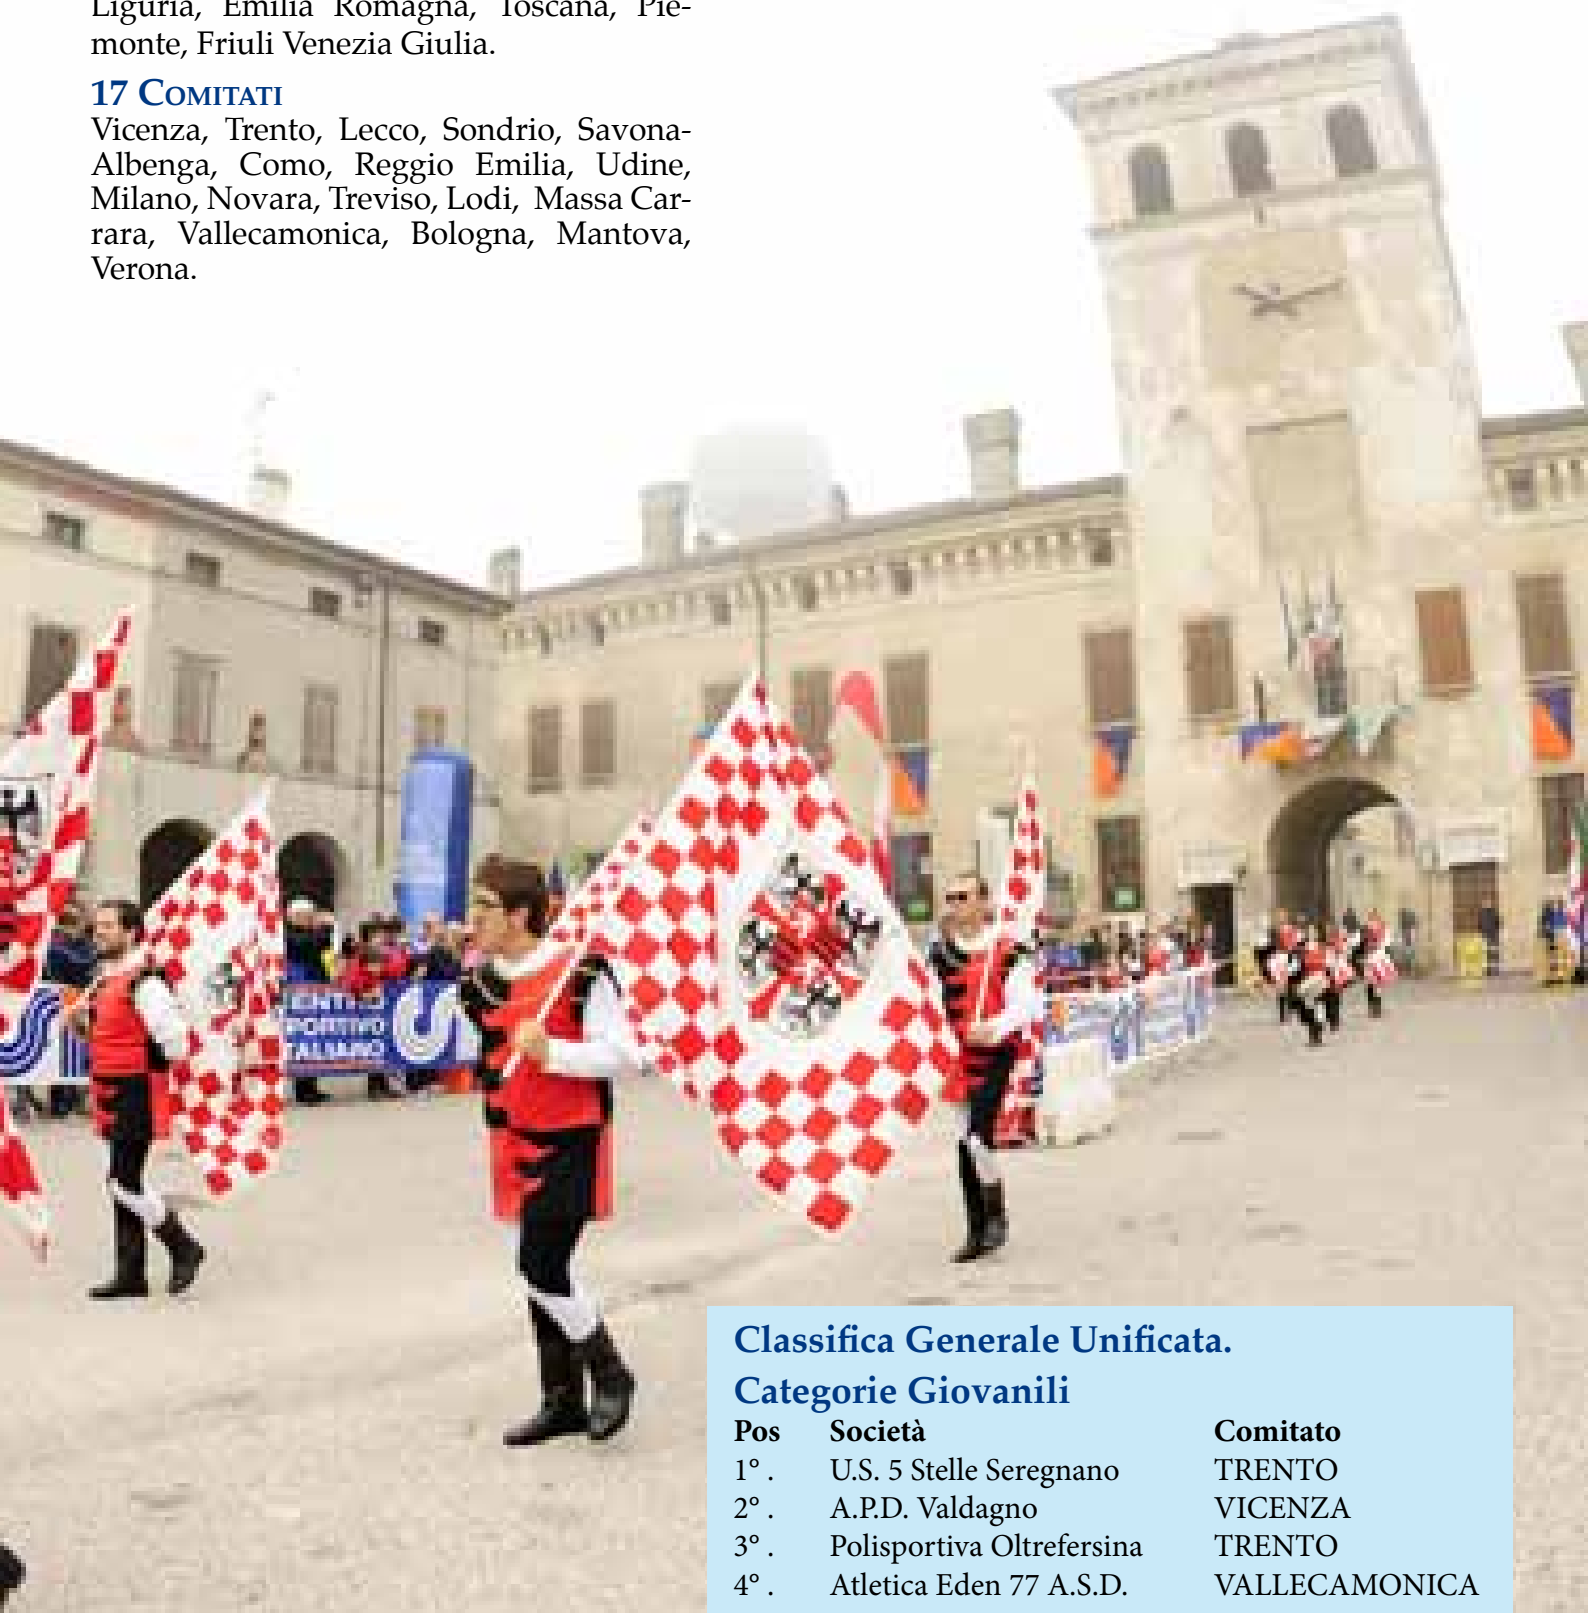 Liguria, Emilia Romagna, Toscana, Pie-
monte, Friuli Venezia Giulia.
17 Comitati
Vicenza, Trento, Lecco, Sondrio, Savona-
Albenga, Como, Reggio Emilia, Udine,
Milano, Novara, Treviso, Lodi, Massa Car-
rara, Vallecamonica, Bologna, Mantova,
Verona.
ENTRO
PORTIVO
TALIANO
Classifica Generale Unificata.
Categorie Giovanili
Pos Società Comitato
1° . U.S. 5 Stelle Seregnano TRENTO
2° . A.P.D. Valdagno VICENZA
3° . Polisportiva Oltrefersina TRENTO
4° . Atletica Eden 77 A.S.D. VALLECAMONICA